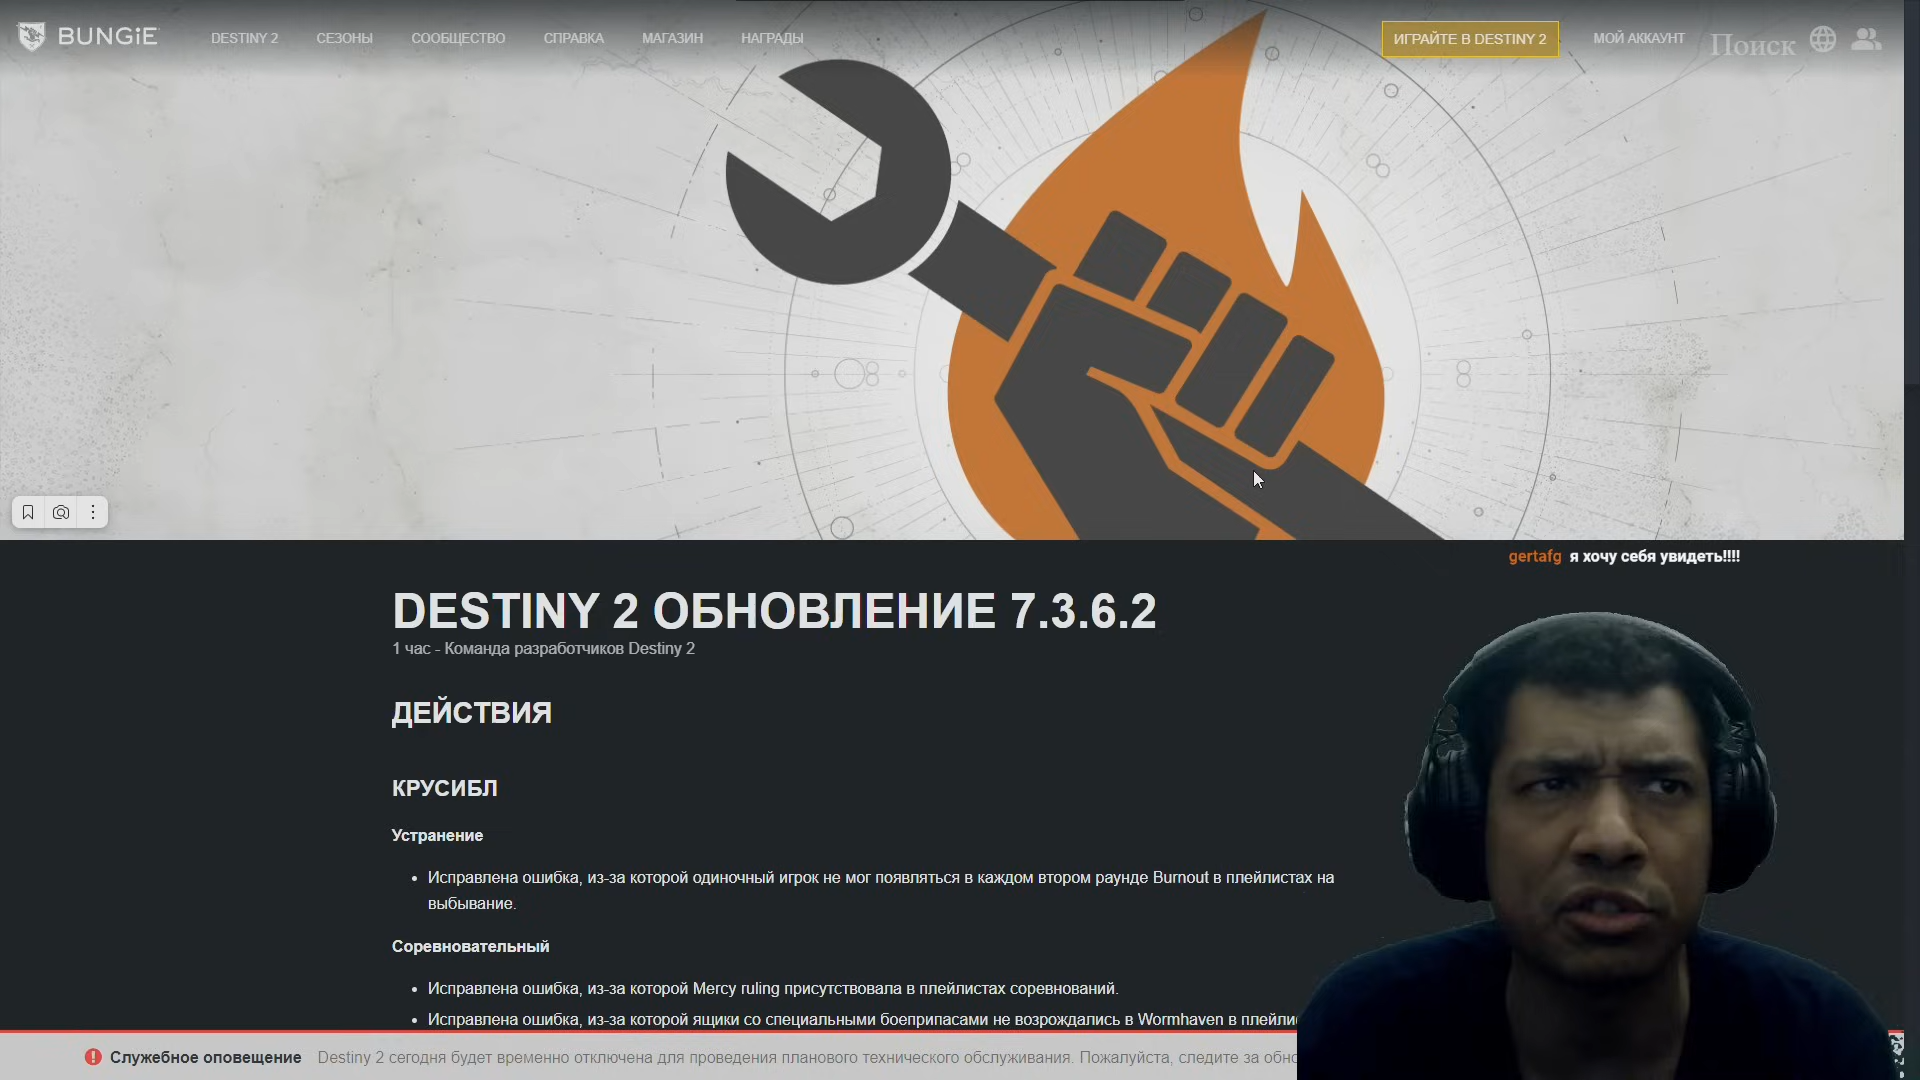 BUNGiE
DESTINY 2
СЕЗОНЫ
СООБЩЕСТВО
СПРАВКА
МАГАЗИН
НАГРАДЫ
ИГРАЙТЕ В DESTINY 2
МОЙ АККАУНТ
Поиск
gertafg я хочу себя увидеть!!!!
DESTINY 2 ОБНОВЛЕНИЕ 7.3.6.2
1 час - Команда разработчиков Destiny 2
ДЕЙСТВИЯ
КРУСИБЛ
Устранение
Исправлена ошибка, из-за которой одиночный игрок не мог появляться в каждом втором раунде Burnout в плейлистах на
выбывание.
Соревновательный
Исправлена ошибка, из-за которой Mercy ruling присутствовала в плейлистах соревнований.
Исправлена ошибка, из-за которой ящики со специальными боеприпасами не возрождались в Wormhaven в
Служебное оповещение Destiny 2 сегодня будет временно отключена для проведения планового технического обслуживания. Пожалуйста, следите за